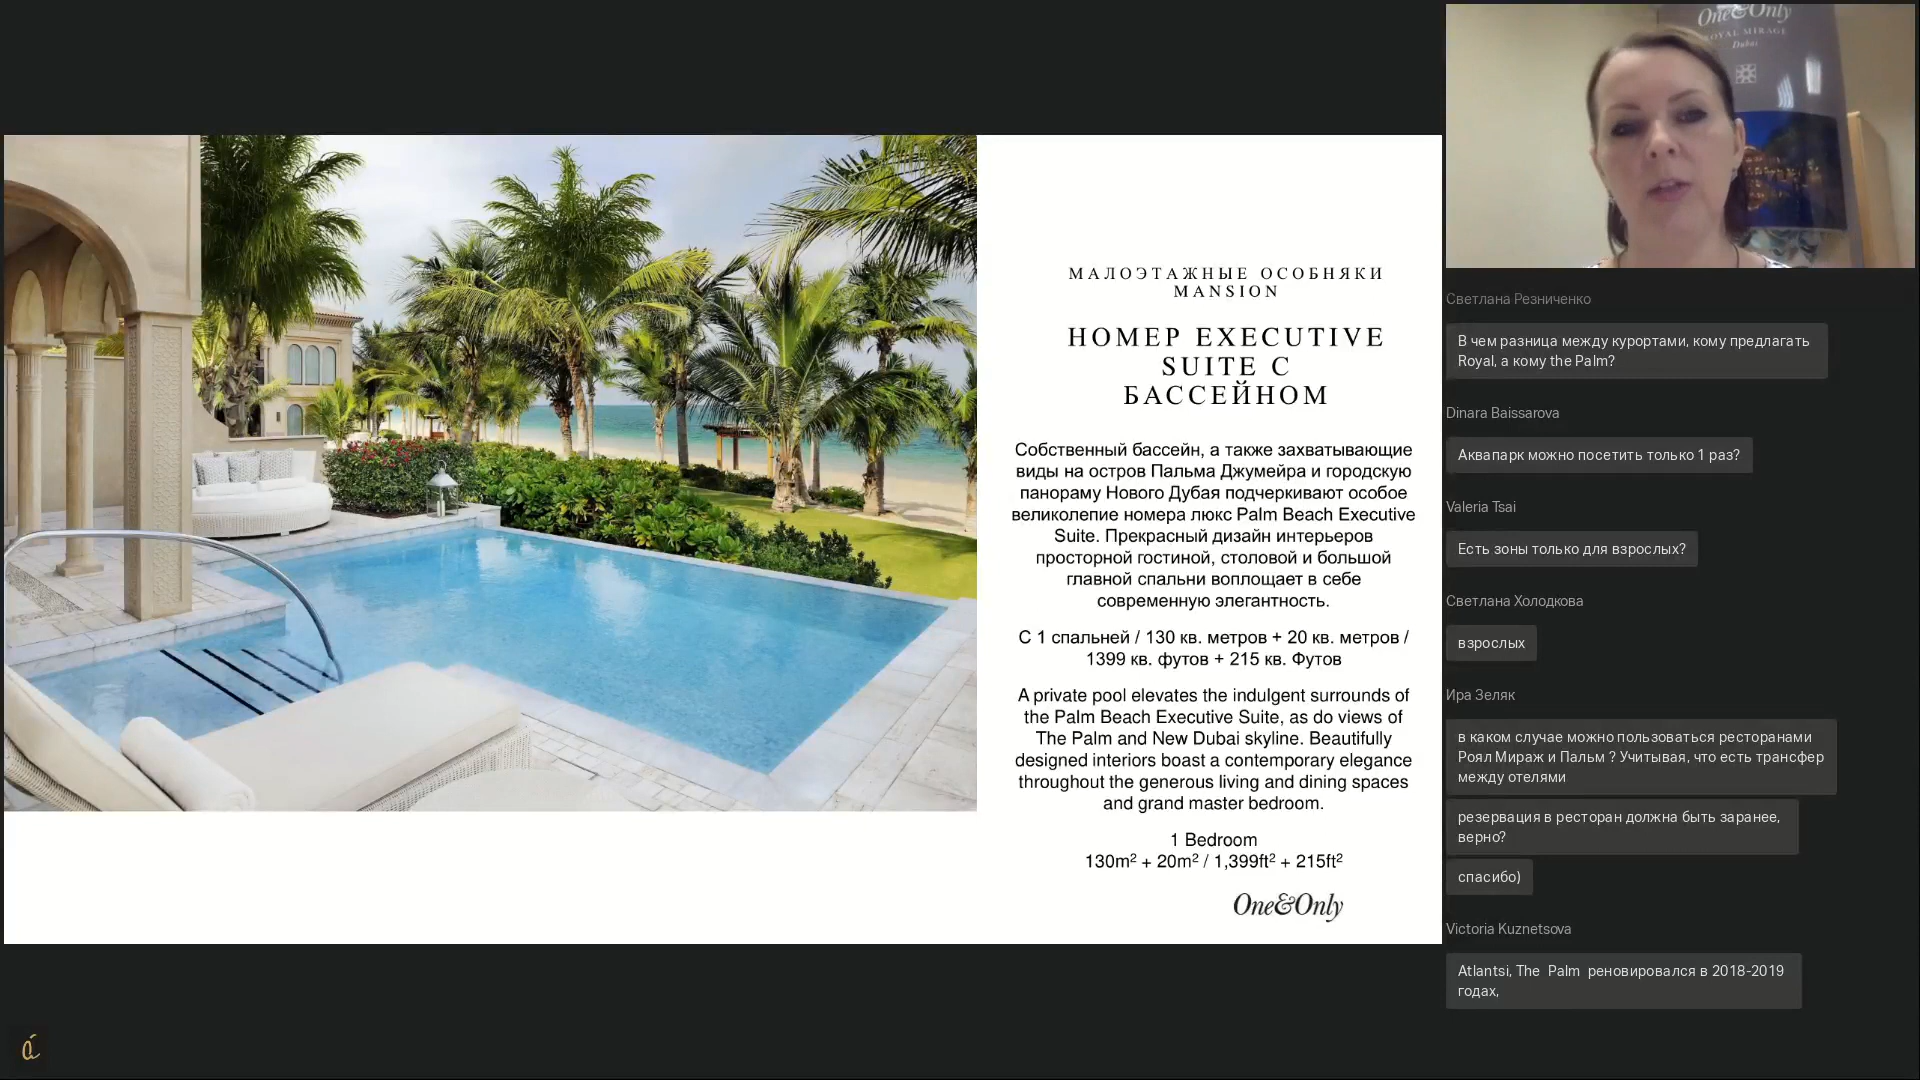 МАЛОЭТАЖНЫЕ ОСОБНЯКИ
MANSION
НОМЕР EXECUTIVE
SUITE С
БАССЕЙНОМ
Собственный бассейн, а также захватывающие
виды на остров Пальма Джумейра и городскую
панораму Нового Дубая подчеркивают особое
великолепие номера люкс Palm Beach Executive
Suite. Прекрасный дизайн интерьеров
просторной гостиной, столовой и большой
главной спальни воплощает в себе
современную элегантность.
С 1 спальней / 130 кв. метров + 20 кв. метров /
1399 кв. футов + 215 кв. Футов
A private pool elevates the indulgent surrounds of
the Palm Beach Executive Suite, as do views of
The Palm and New Dubai skyline. Beautifully
designed interiors boast a contemporary elegance
throughout the generous living and dining spaces
and grand master bedroom.
1 Bedroom
130m² + 20m² / 1,399ft² + 215ft²
One&Only
One&Only
ROYAL MIRAGE
Dubai
Светлана Резниченко
В чем разница между курортами, кому предлагать
Royal, а кому the Palm?
Dinara Baissarova
Аквапарк можно посетить только 1 раз?
Valeria Tsai
Есть зоны только для взрослых?
Светлана Холодкова
взрослых
Ира Зеляк
в каком случае можно пользоваться ресторанами
Роял Мираж и Пальм ? Учитывая, что есть трансфер
между отелями
резервация в ресторан должна быть заранее,
верно?
спасибо)
Victoria Kuznetsova
Atlantsi, The Palm реновировался в 2018-2019
годах,
á